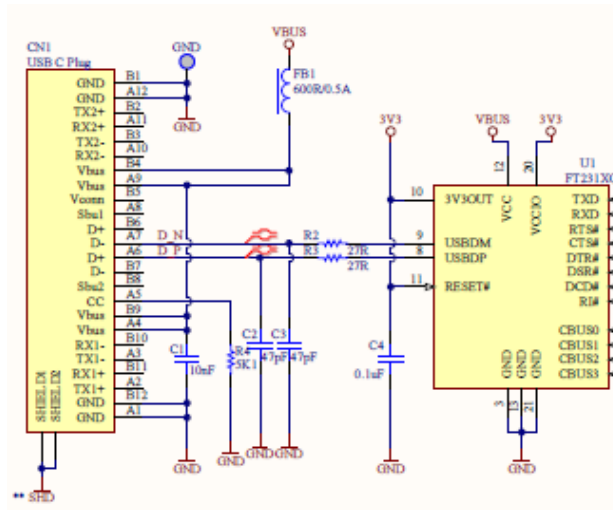 CN1
USB C Plug
GND
VBUS
FB1
600R/0.5A
GND B1
GND A12
TX2+ B2
RX2+ A11
TX2- B3
RX2- A10
Vbus B4
Vbus A9
Vconn B5
Sbu1 A8
D+ B6
D- A7
D+ A6
D- B7
Sbu2 B8
CC A5
Vbus B9
Vbus A4
RX1- B10
TX1- A3
RX1+ B11
TX1+ A2
GND B12
GND A1
SHIELD1
SHIELD2
** SHD
GND
D_N
D_P
R2
27R
R3
27R
C1
10nF
GND
R4
5K1
GND
C2
47pF
GND
C3
47pF
GND
3V3
C4
0.1uF
GND
VBUS
3V3
U1
12
20
VCC
VCCIO
10 3V3OUT
9 USBDM
8 USBDP
11 RESET#
TXD
RXD
RTS#
CTS#
DTR#
DSR#
DCD#
RI#
CBUS0
CBUS1
CBUS2
CBUS3
GND
GND
GND
3
13
21
GND